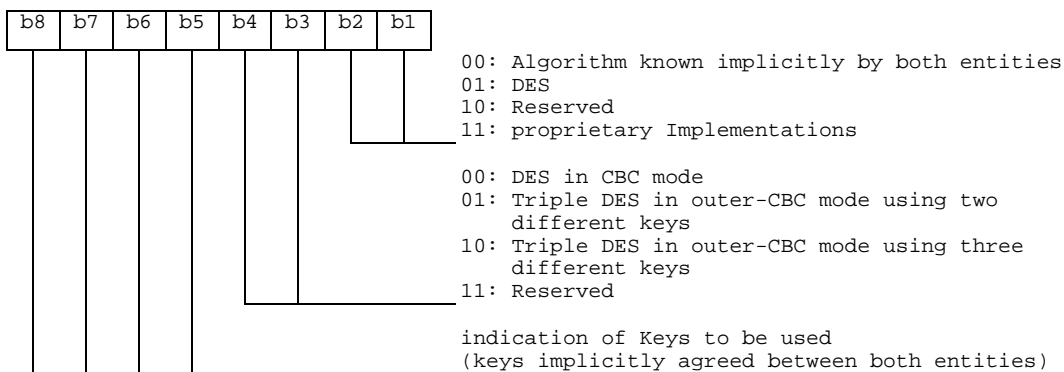 b8 b7 b6 b5 b4 b3 b2 b1
00: Algorithm known implicitly by both entities
01: DES
10: Reserved
11: proprietary Implementations
00: DES in CBC mode
01: Triple DES in outer-CBC mode using two
different keys
10: Triple DES in outer-CBC mode using three
different keys
11: Reserved
indication of Keys to be used
(keys implicitly agreed between both entities)